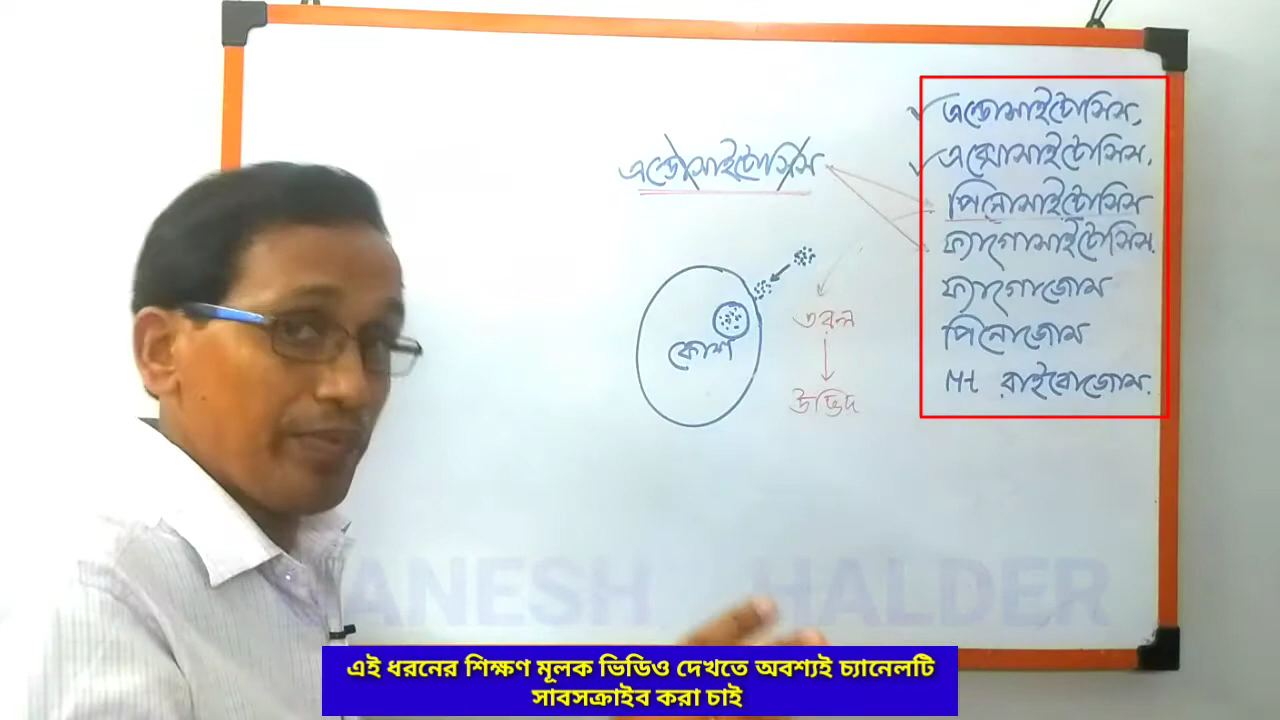 এন্ডোসাইটোসিস,
এক্সোসাইটোসিস,
এন্ডোসাইটোসিস
পিনোসাইটোসিস
ফ্যাগোসাইটোসিস,
ফ্যাগোজোম
পিনোজোম
তরল
কোশ
রাইবোজোম.
উদ্ভিদ
GANESH HALDER
এই ধরনের শিক্ষণ মূলক ভিডিও দেখতে অবশ্যই চ্যানেলটি
সাবসক্রাইব করা চাই